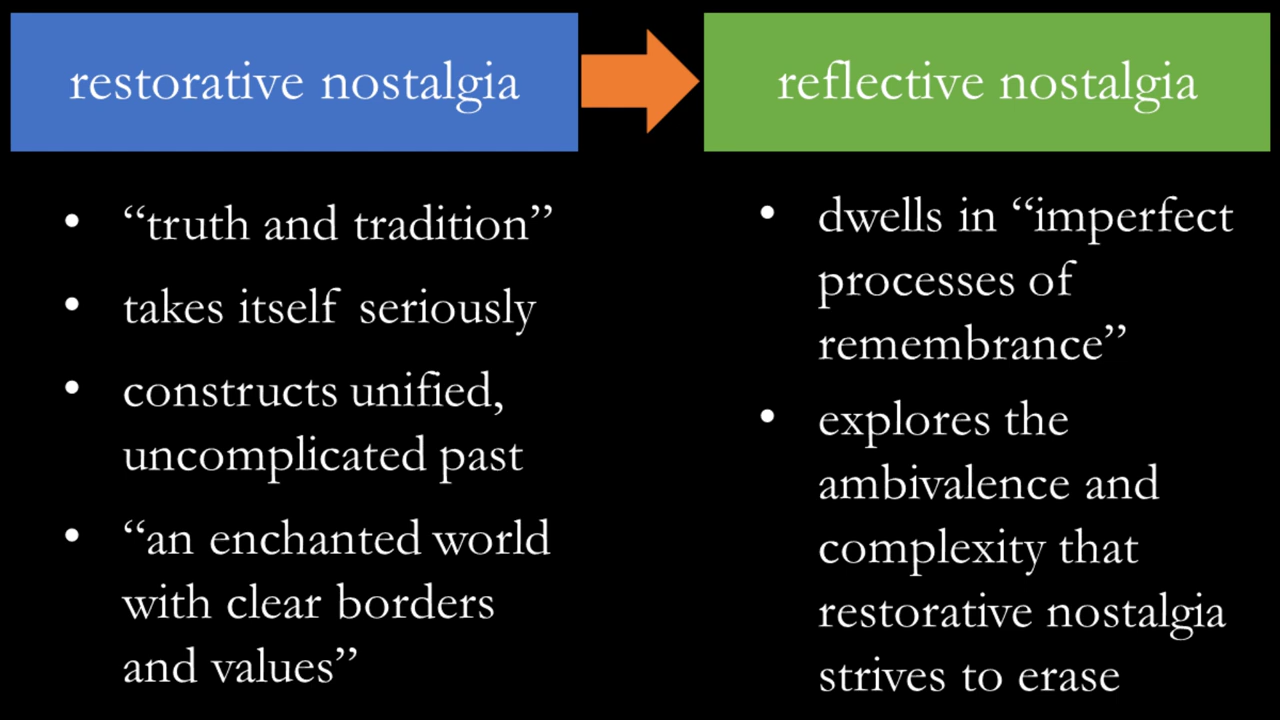 restorative nostalgia
reflective nostalgia
• “truth and tradition”
• takes itself seriously
• constructs unified,
uncomplicated past
• “an enchanted world
with clear borders
and values”
• dwells in “imperfect
processes of
remembrance”
• explores the
ambivalence and
complexity that
restorative nostalgia
strives to erase